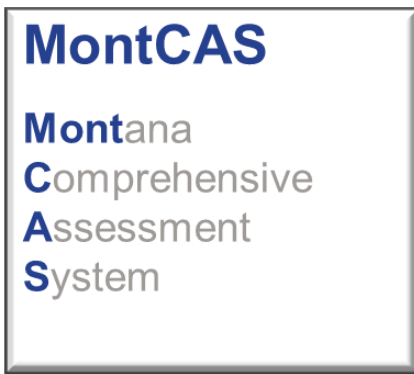 MontCAS
Montana
Comprehensive
Assessment
System